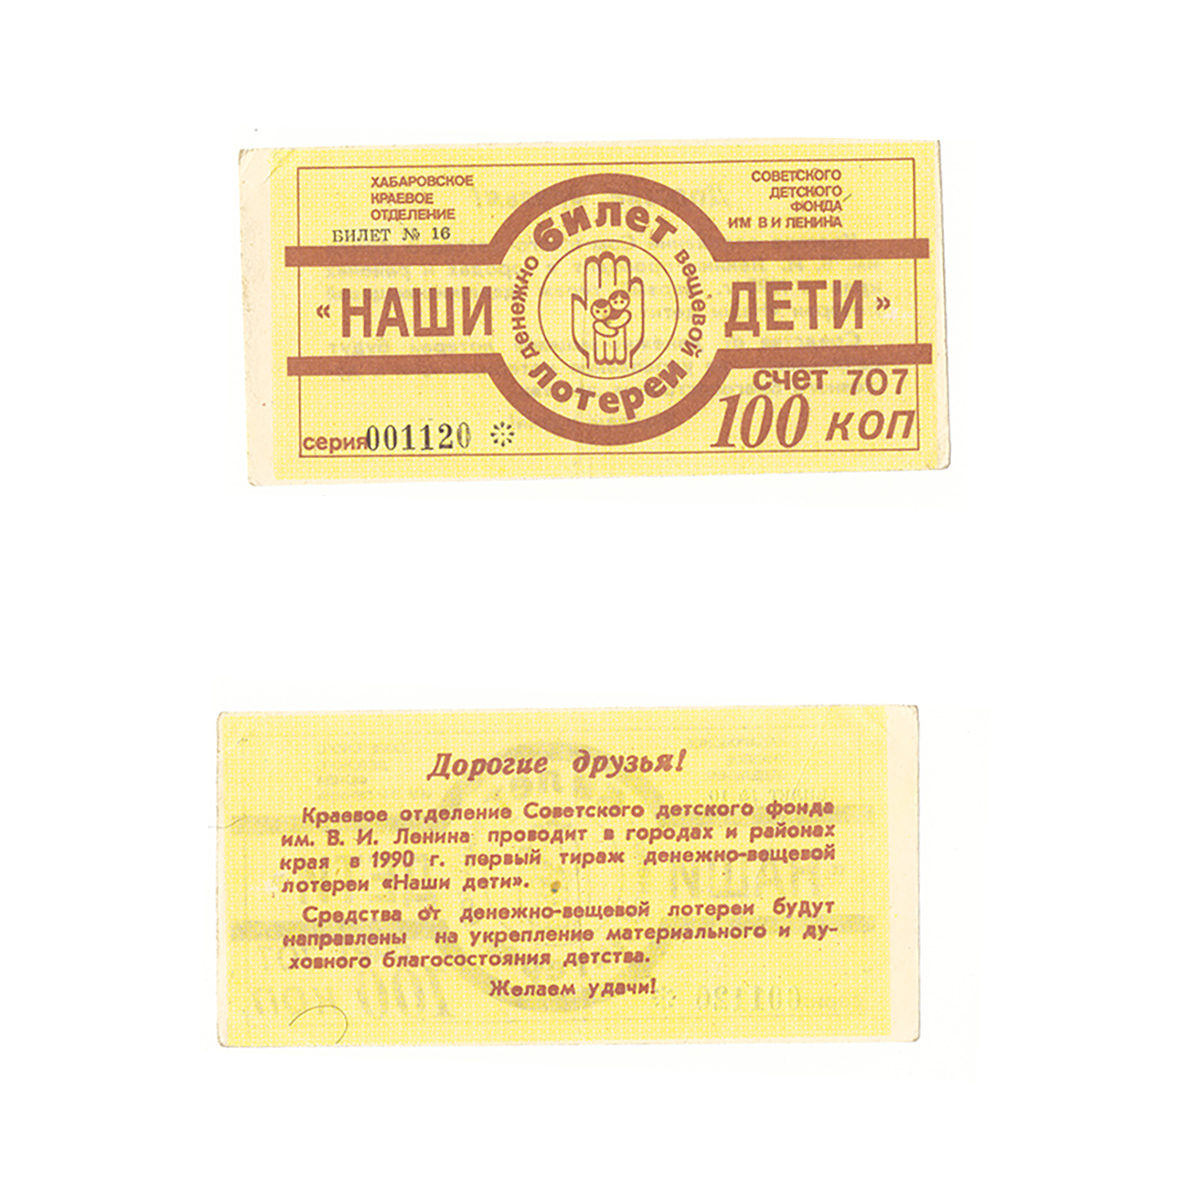 ХАБАРОВСКОЕ
КРАЕВОЕ
ОТДЕЛЕНИЕ
БИЛЕТ № 16
СОВЕТСКОГО
ДЕТСКОГО
ФОНДА
ИМ В И ЛЕНИНА
билет
денежно
вещевой
лотереи
«НАШИ
ДЕТИ»
счет 707
100 коп
серия 001120 ※
Дорогие друзья!
Краевое отделение Советского детского фонда
им. В. И. Ленина проводит в городах и районах
края в 1990 г. первый тираж денежно-вещевой
лотереи «Наши дети».
Средства от денежно-вещевой лотереи будут
направлены на укрепление материального и ду-
ховного благосостояния детства.
Желаем удачи!